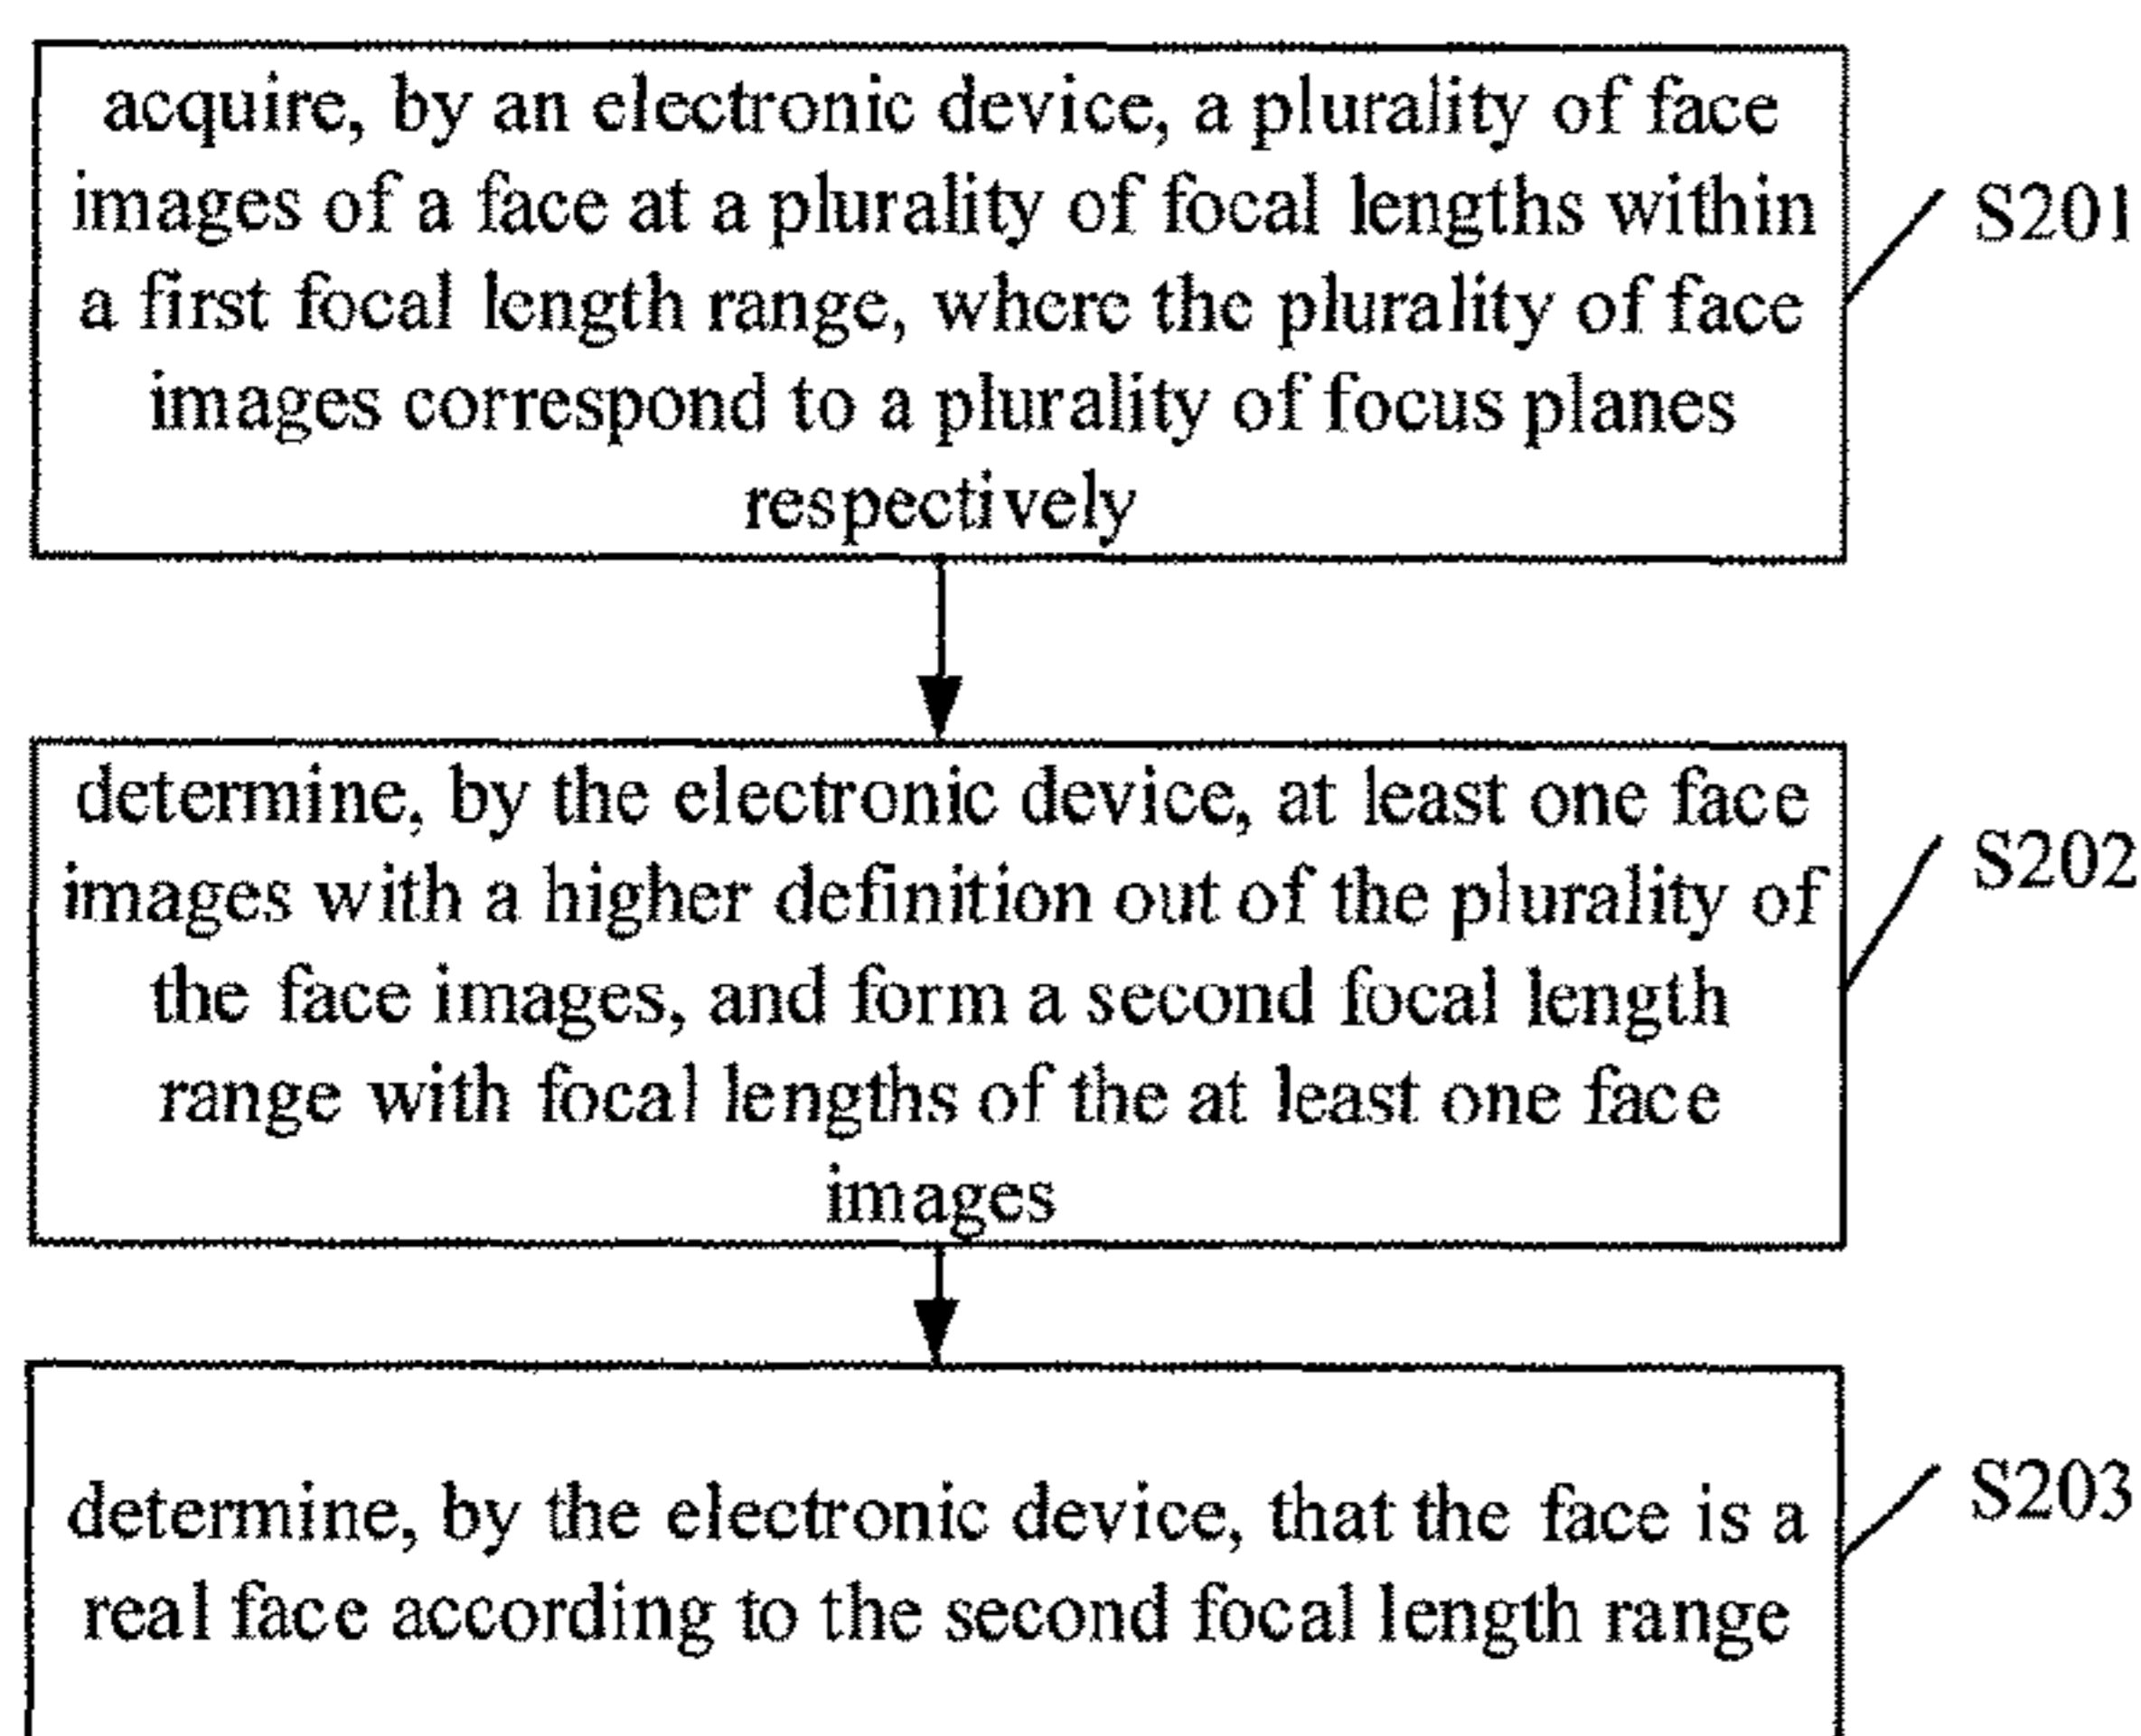 acquire, by an electronic device, a plurality of face
images of a face at a plurality of focal lengths within
a first focal length range, where the plurality of face
images correspond to a plurality of focus planes
respectively
S201
determine, by the electronic device, at least one face
images with a higher definition out of the plurality of
the face images, and form a second focal length
range with focal lengths of the at least one face
images
S202
determine, by the electronic device, that the face is a
real face according to the second focal length range
S203